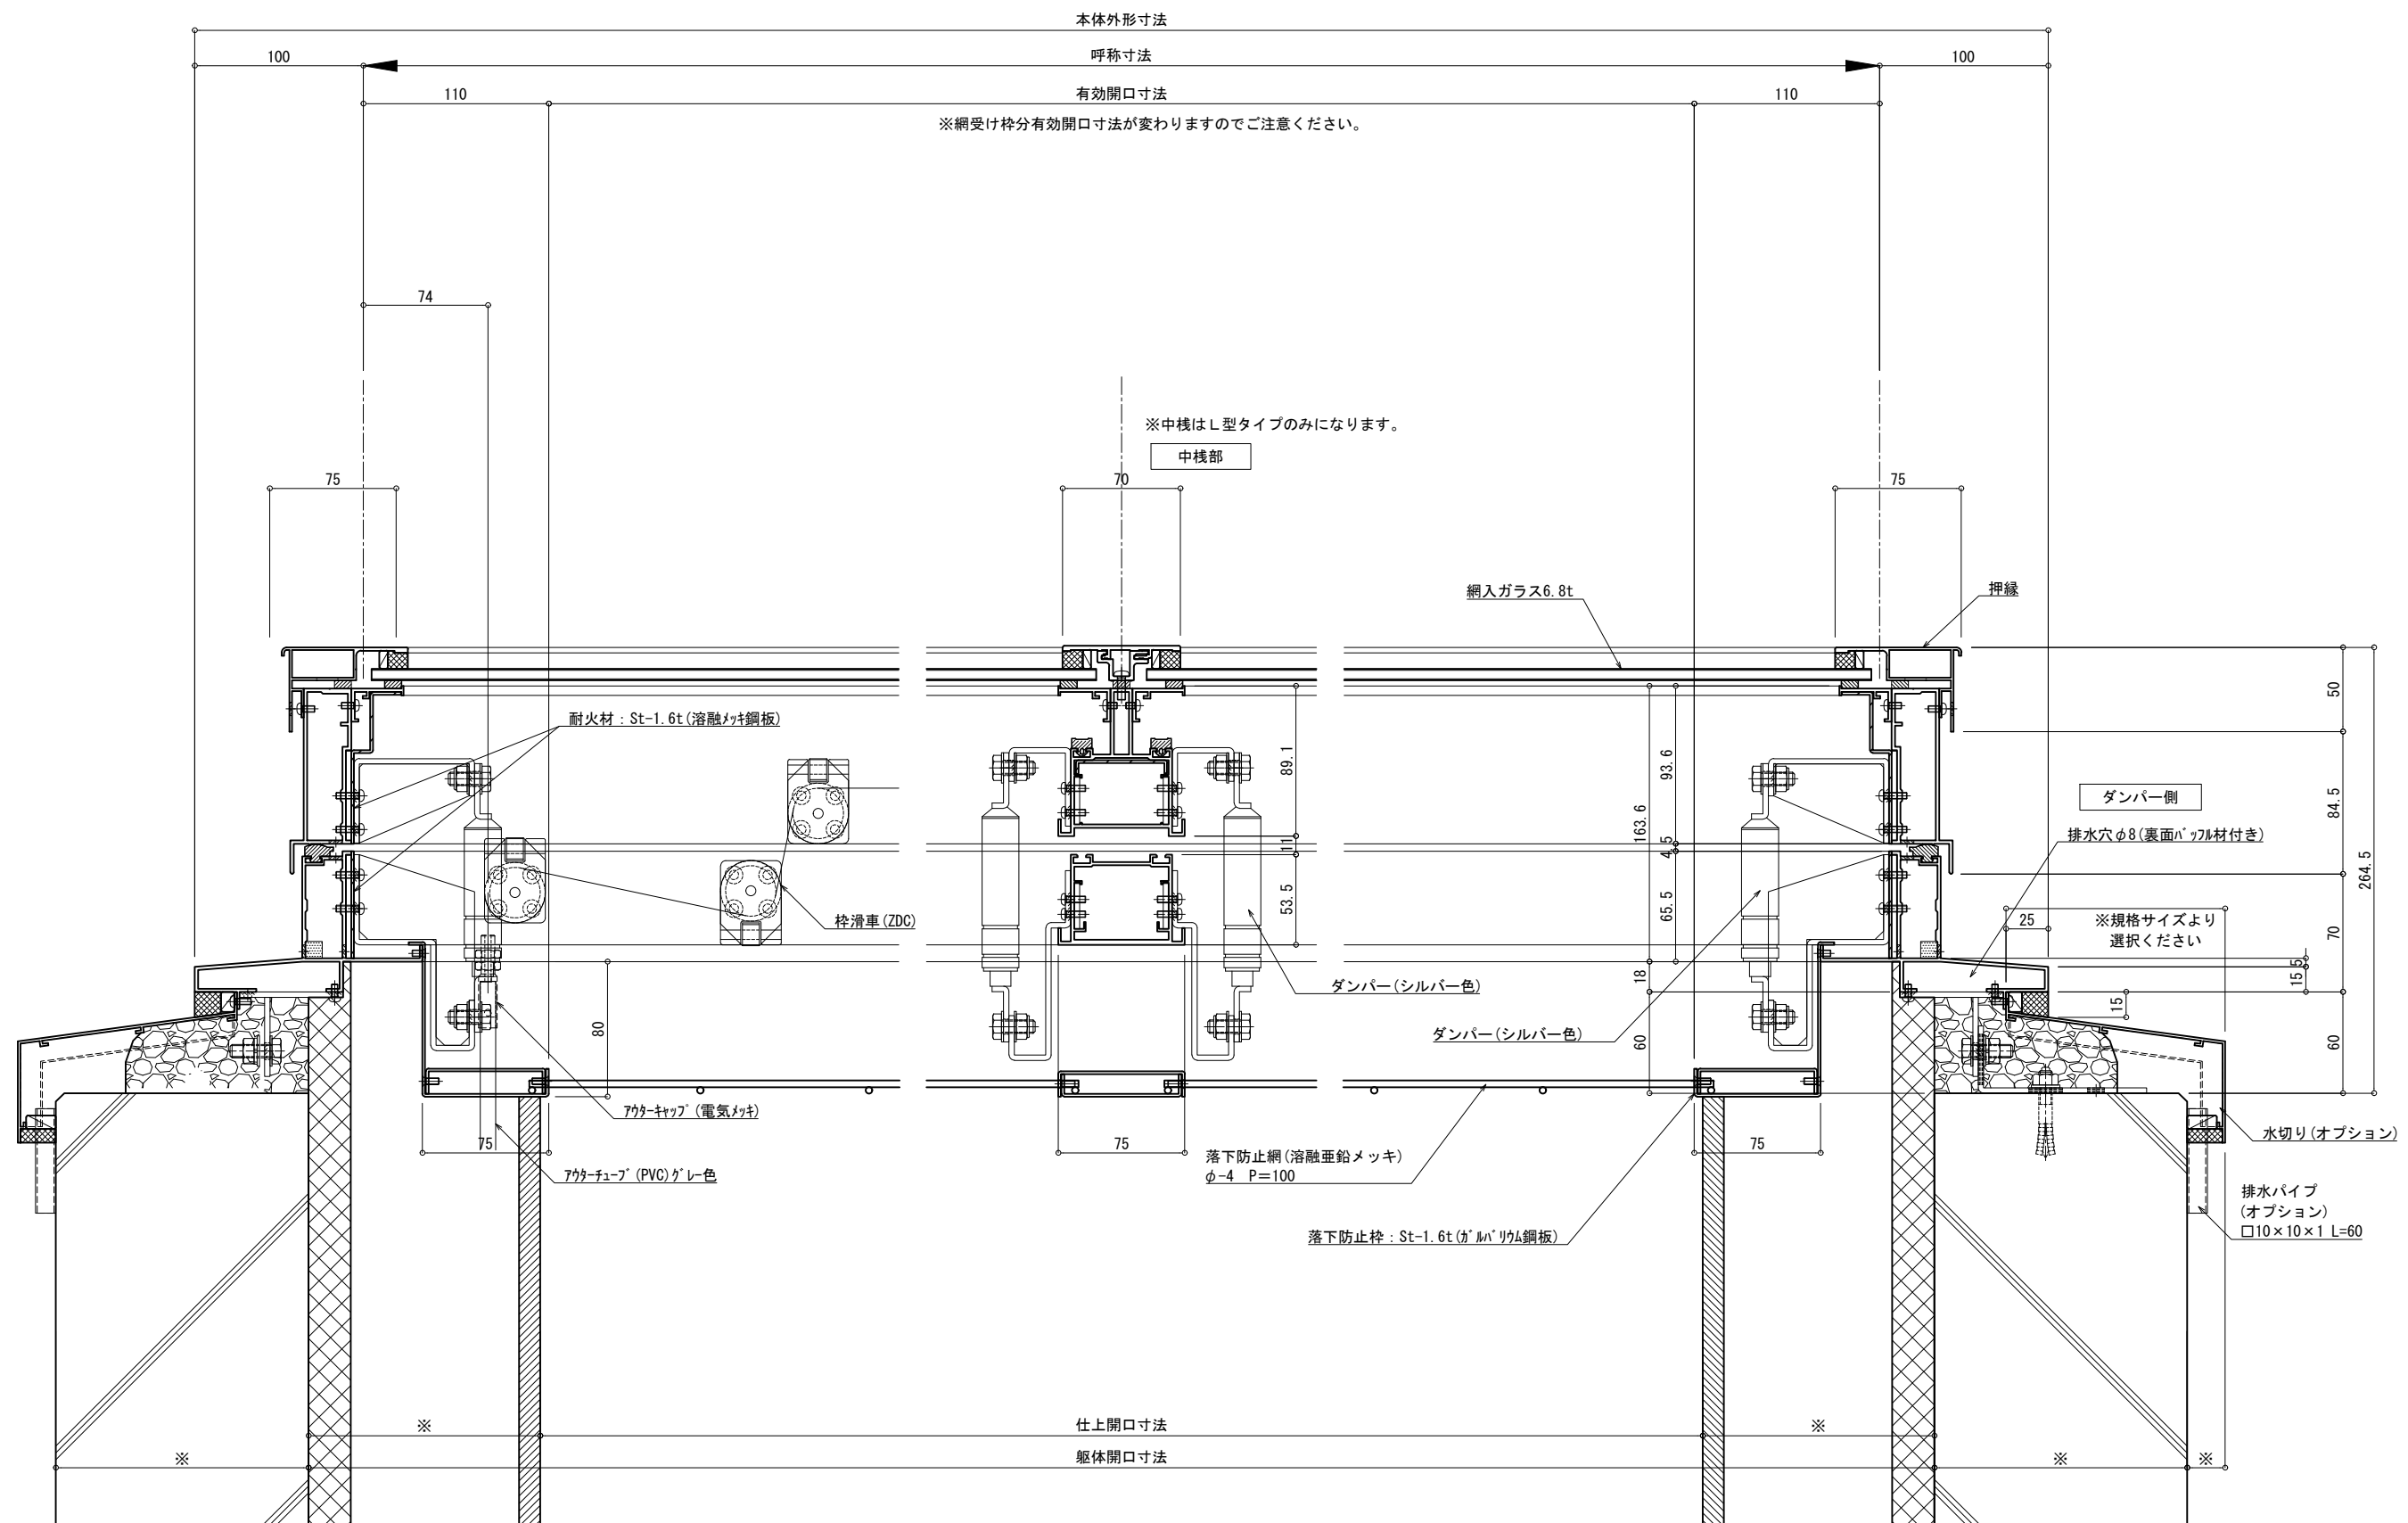 本体外形寸法
100
呼称寸法
100
110
有効開口寸法
110
※網受け枠分有効開口寸法が変わりますのでご注意ください。
74
※中桟はL型タイプのみになります。
中桟部
75
70
75
網入ガラス6.8t
押縁
耐火材：St-1.6t(溶融ﾒｯｷ鋼板)
50
89.1
93.6
163.6
84.5
264.5
ダンパー側
排水穴φ8(裏面ﾊﾞｯﾌﾙ材付き)
11
4.5
53.5
65.5
枠滑車(ZDC)
25
※規格サイズより
選択ください
70
ダンパー(シルバー色)
18
5
15
15
80
ダンパー(シルバー色)
60
60
ｱｳﾀｰｷｬｯﾌﾟ(電気ﾒｯｷ)
75
75
75
水切り(オプション)
落下防止網(溶融亜鉛メッキ)
φ-4 P=100
ｱｳﾀｰﾁｭｰﾌﾞ(PVC)ｸﾞﾚｰ色
排水パイプ
(オプション)
□10×10×1 L=60
落下防止枠：St-1.6t(ｶﾞﾙﾊﾞﾘｳﾑ鋼板)
※
仕上開口寸法
※
※
躯体開口寸法
※
※